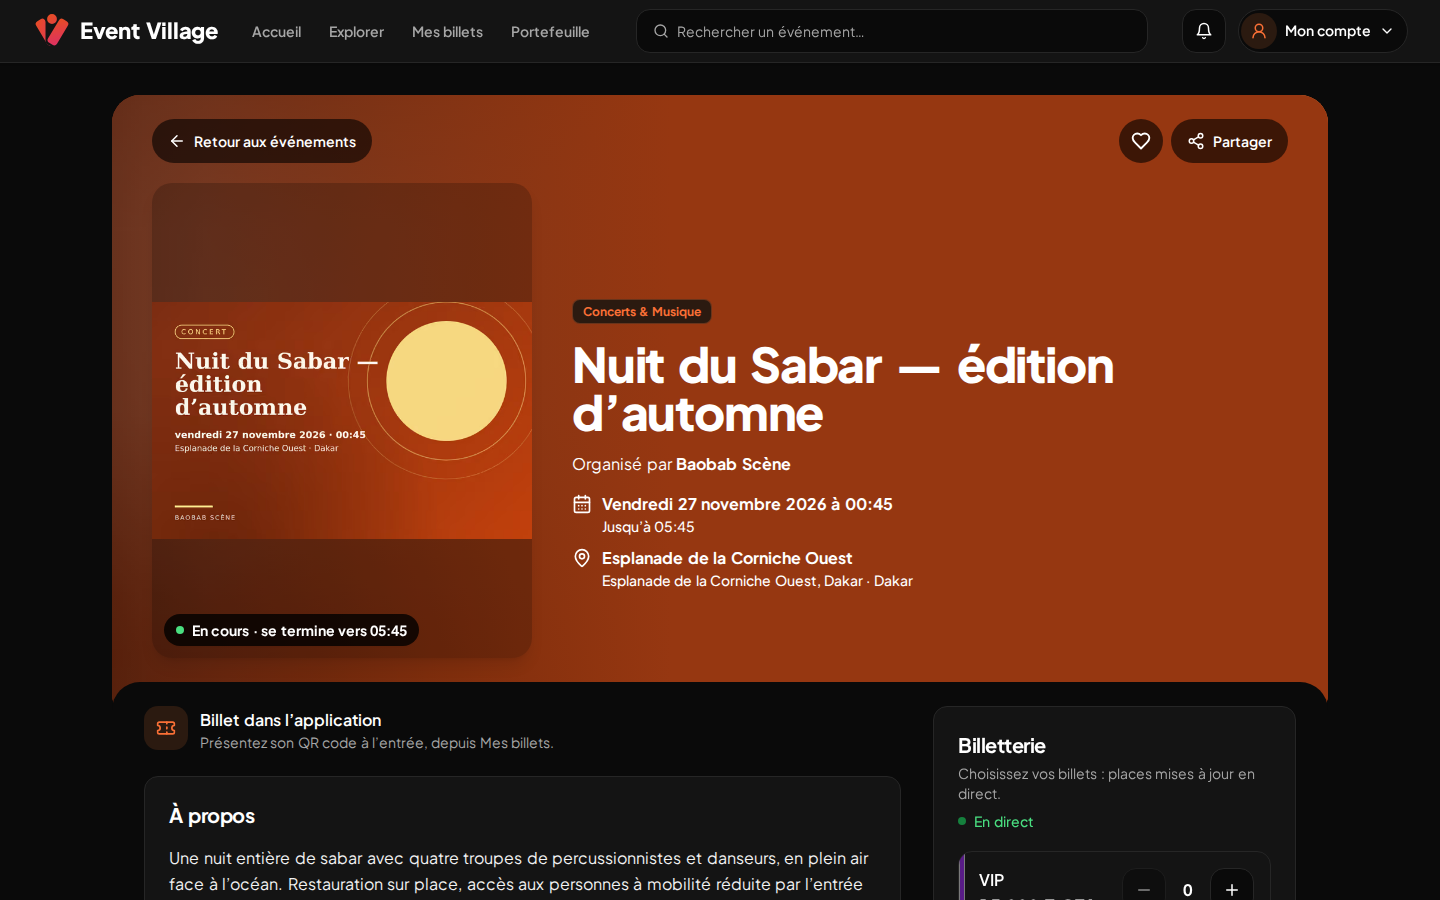 Event Village
Accueil
Explorer
Mes billets
Portefeuille
Rechercher un événement…
Mon compte
Retour aux événements
Partager
CONCERT
Nuit du Sabar —
édition
d’automne
vendredi 27 novembre 2026 · 00:45
Esplanade de la Corniche Ouest · Dakar
BAOBAB SCÈNE
En cours · se termine vers 05:45
Concerts & Musique
Nuit du Sabar — édition
d’automne
Organisé par Baobab Scène
Vendredi 27 novembre 2026 à 00:45
Jusqu’à 05:45
Esplanade de la Corniche Ouest
Esplanade de la Corniche Ouest, Dakar · Dakar
Billet dans l’application
Présentez son QR code à l’entrée, depuis Mes billets.
À propos
Une nuit entière de sabar avec quatre troupes de percussionnistes et danseurs, en plein air
face à l’océan. Restauration sur place, accès aux personnes à mobilité réduite par l’entrée
Billetterie
Choisissez vos billets : places mises à jour en
direct.
En direct
VIP
0